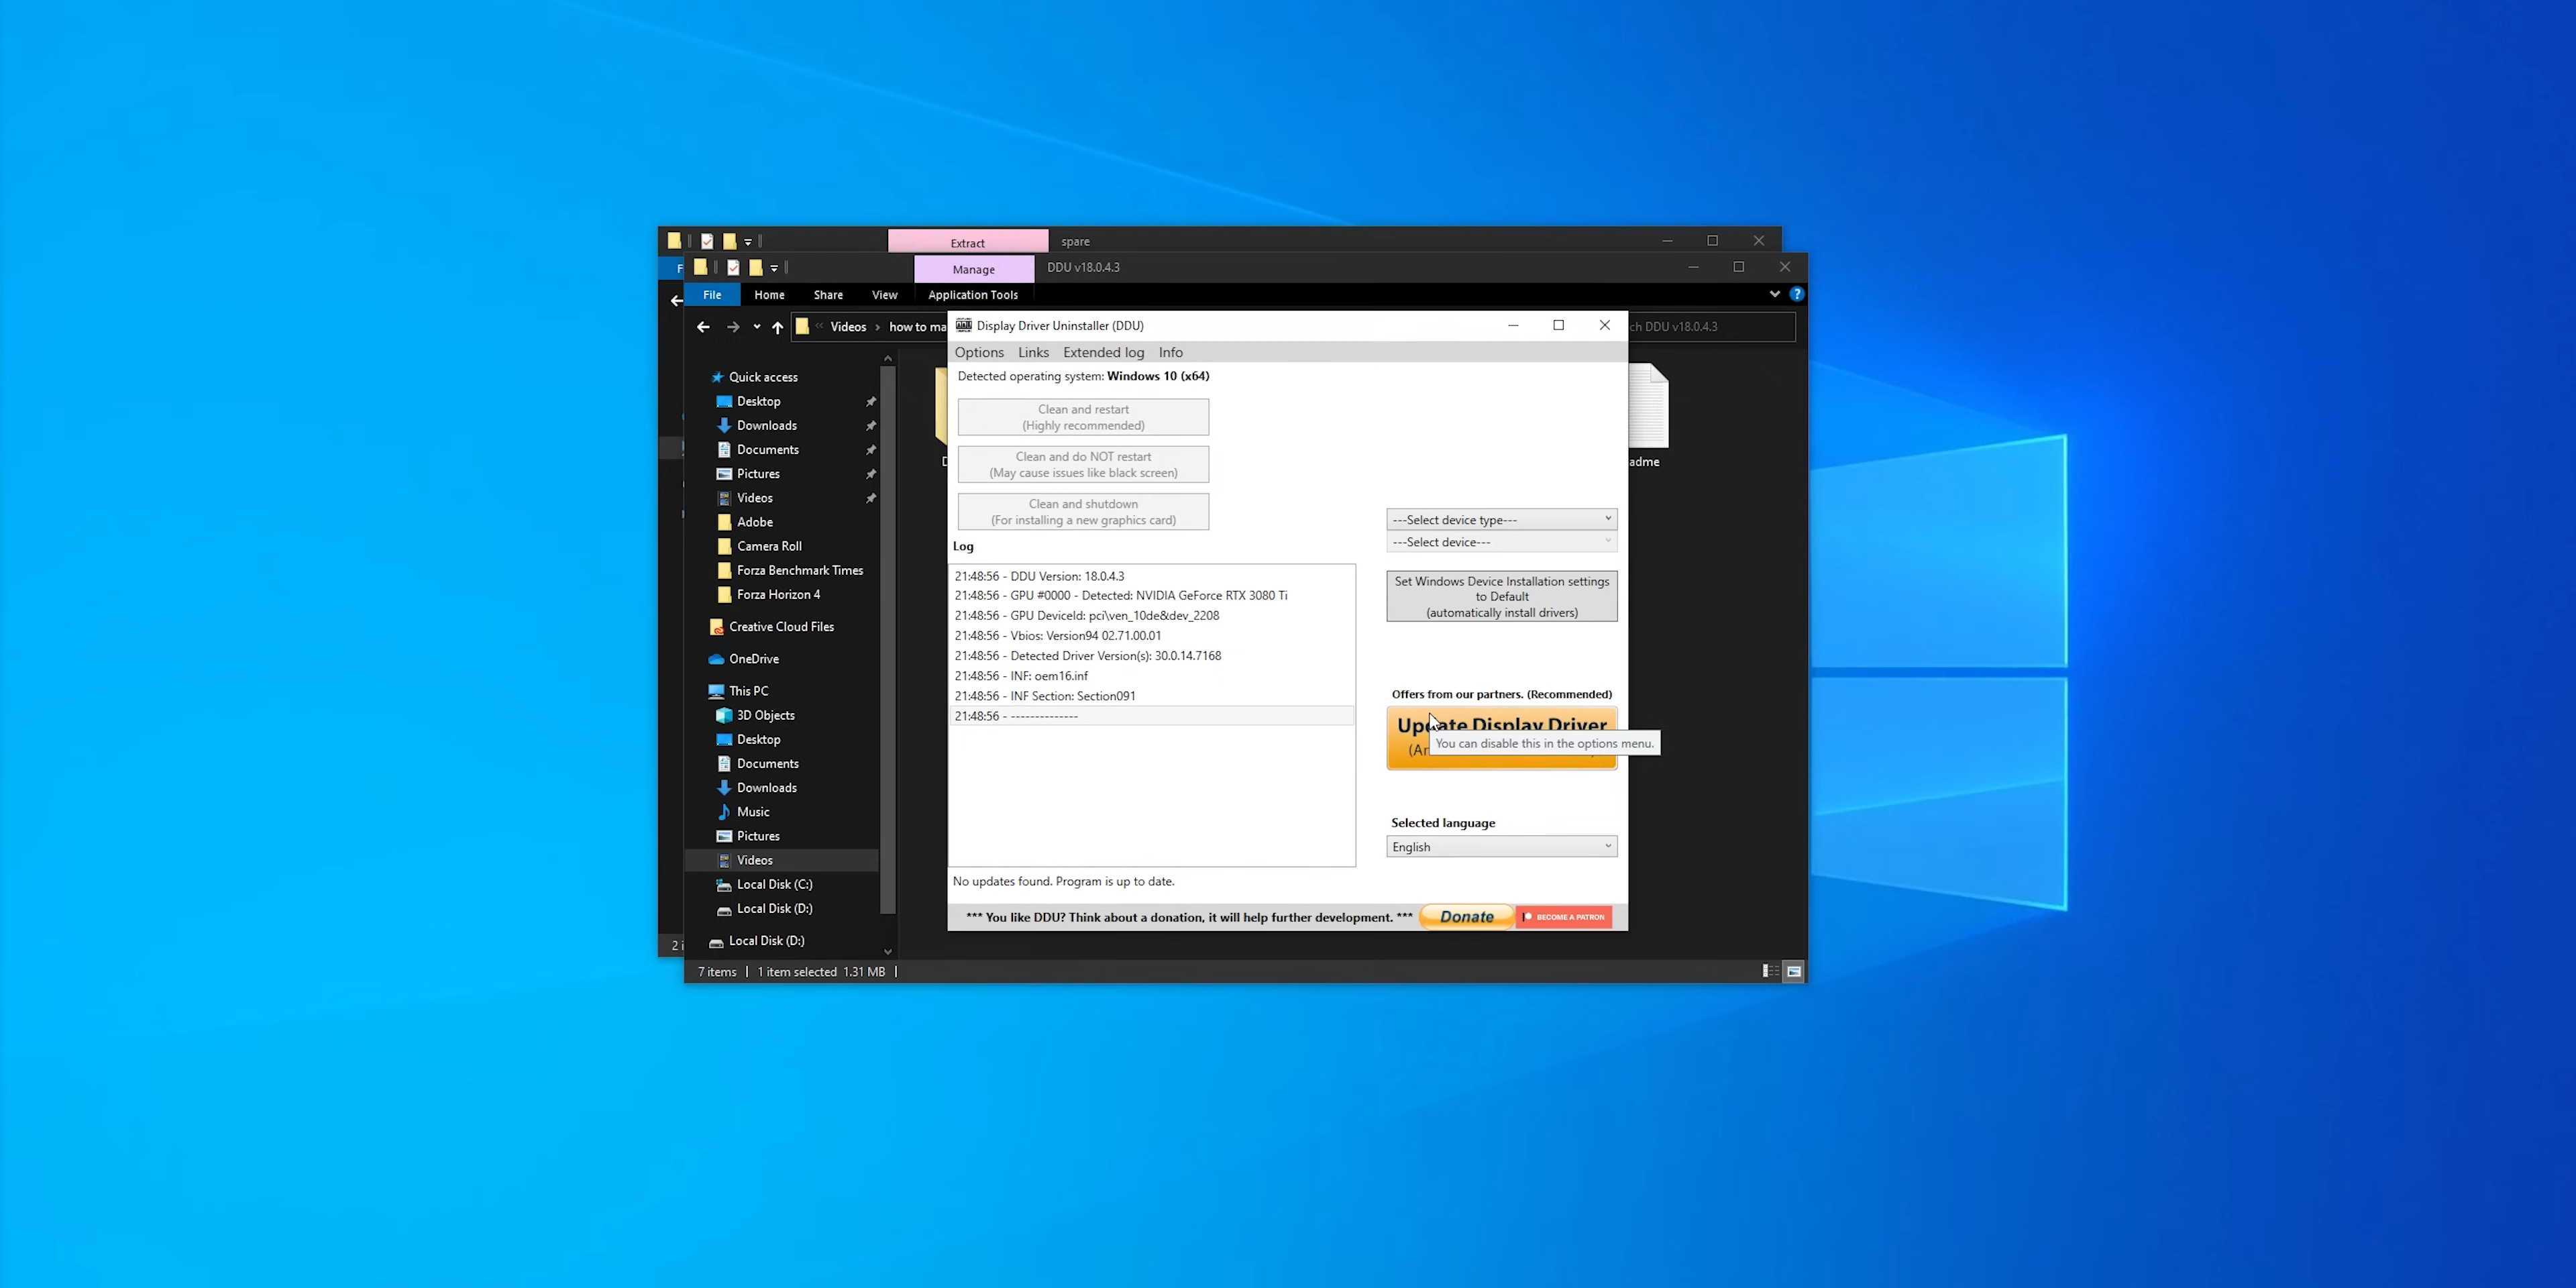 Extract
spare
Manage
DDU v18.0.4.3
File
Home
Share
View
Application Tools
Videos
how to ma
ch DDU v18.0.4.3
Quick access
Desktop
Downloads
Documents
Pictures
Videos
Adobe
Camera Roll
Forza Benchmark Times
Forza Horizon 4
Creative Cloud Files
OneDrive
This PC
3D Objects
Desktop
Documents
Downloads
Music
Pictures
Videos
Local Disk (C:)
Local Disk (D:)
Local Disk (D:)
7 items
1 item selected 1.31 MB
adme
Display Driver Uninstaller (DDU)
Options Links Extended log Info
Detected operating system: Windows 10 (x64)
Clean and restart
(Highly recommended)
Clean and do NOT restart
(May cause issues like black screen)
Clean and shutdown
(For installing a new graphics card)
Log
21:48:56 - DDU Version: 18.0.4.3
21:48:56 - GPU #0000 - Detected: NVIDIA GeForce RTX 3080 Ti
21:48:56 - GPU DeviceId: pci\ven_10de&dev_2208
21:48:56 - Vbios: Version94 02.71.00.01
21:48:56 - Detected Driver Version(s): 30.0.14.7168
21:48:56 - INF: oem16.inf
21:48:56 - INF Section: Section091
21:48:56 - --------------
No updates found. Program is up to date.
---Select device type---
---Select device---
Set Windows Device Installation settings
to Default
(automatically install drivers)
Offers from our partners. (Recommended)
Update Display Driver
You can disable this in the options menu.
Selected language
English
*** You like DDU? Think about a donation, it will help further development. ***
Donate
BECOME A PATRON